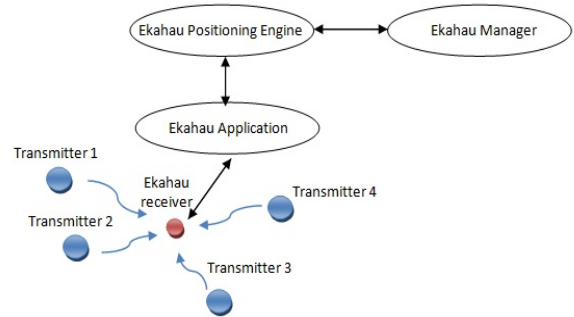 Ekahau Positioning Engine
Ekahau Manager
Ekahau Application
Transmitter 1
Ekahau
receiver
Transmitter 4
Transmitter 2
Transmitter 3